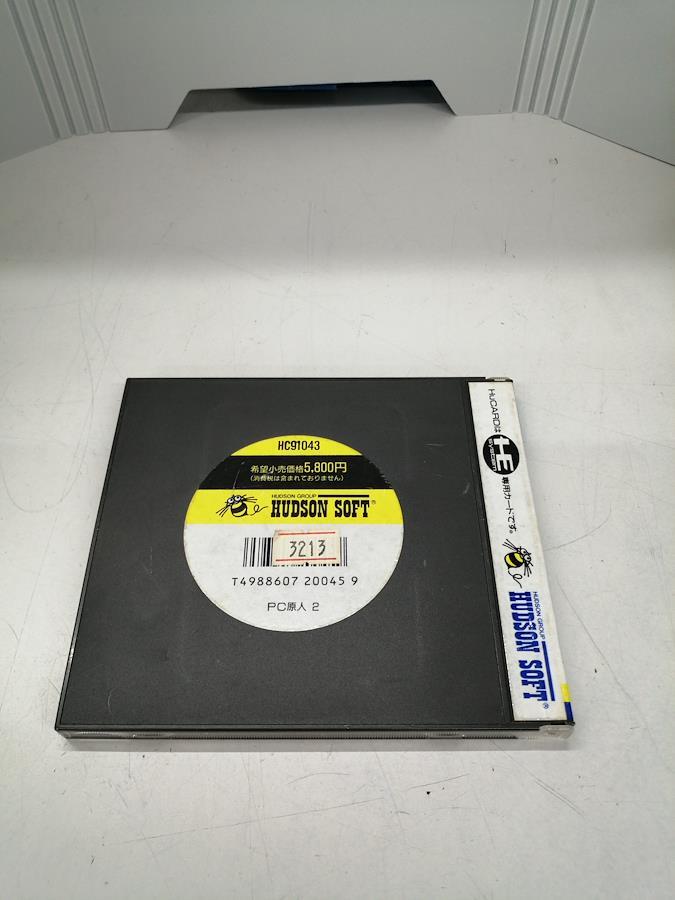 HC91043
希望小売価格5,800円
(消費税は含まれておりません)
HUDSON GROUP
HUDSON SOFT®
3213
T4988607 20045 9
PC原人 2
HuCARDは
HE
SYSTEM
専用カードです。
HUDSON GROUP
HUDSON SOFT®